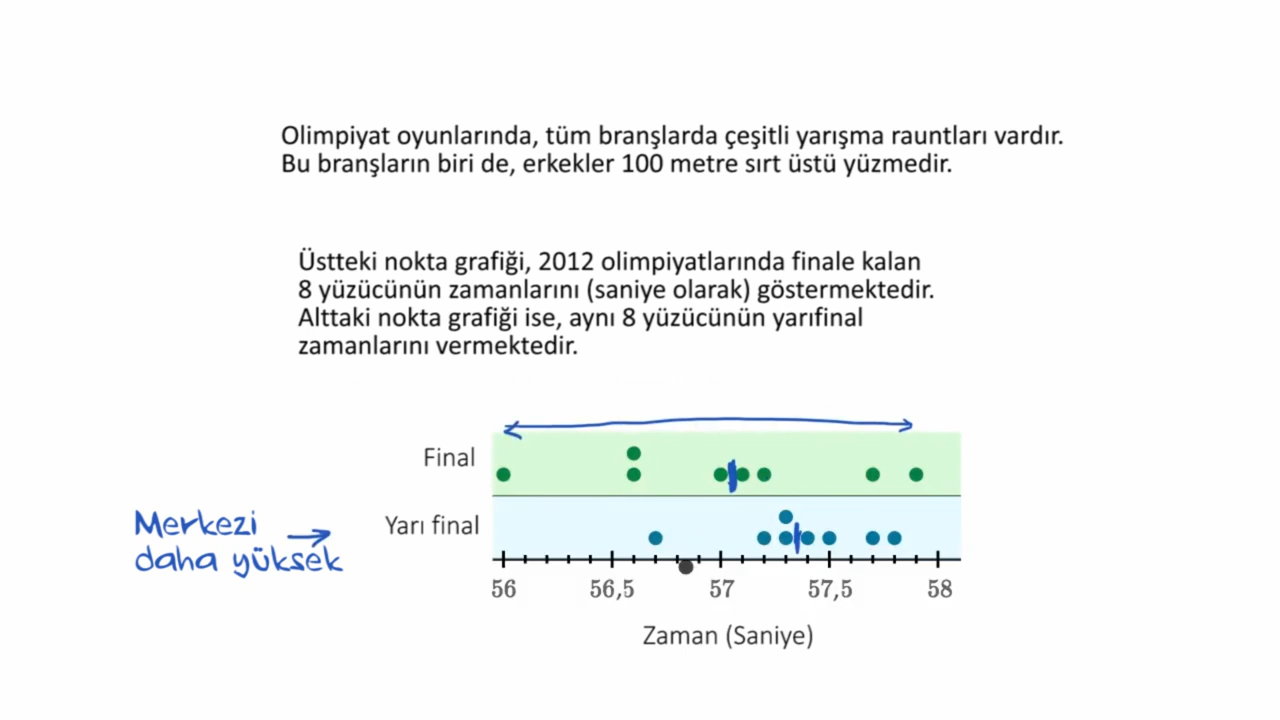 Olimpiyat oyunlarında, tüm branşlarda çeşitli yarışma rauntları vardır.
Bu branşların biri de, erkekler 100 metre sırt üstü yüzmedir.
Üstteki nokta grafiği, 2012 olimpiyatlarında finale kalan
8 yüzücünün zamanlarını (saniye olarak) göstermektedir.
Alttaki nokta grafiği ise, aynı 8 yüzücünün yarıfinal
zamanlarını vermektedir.
Final
Merkezi
daha yüksek
Yarı final
56 56,5 57 57,5 58
Zaman (Saniye)